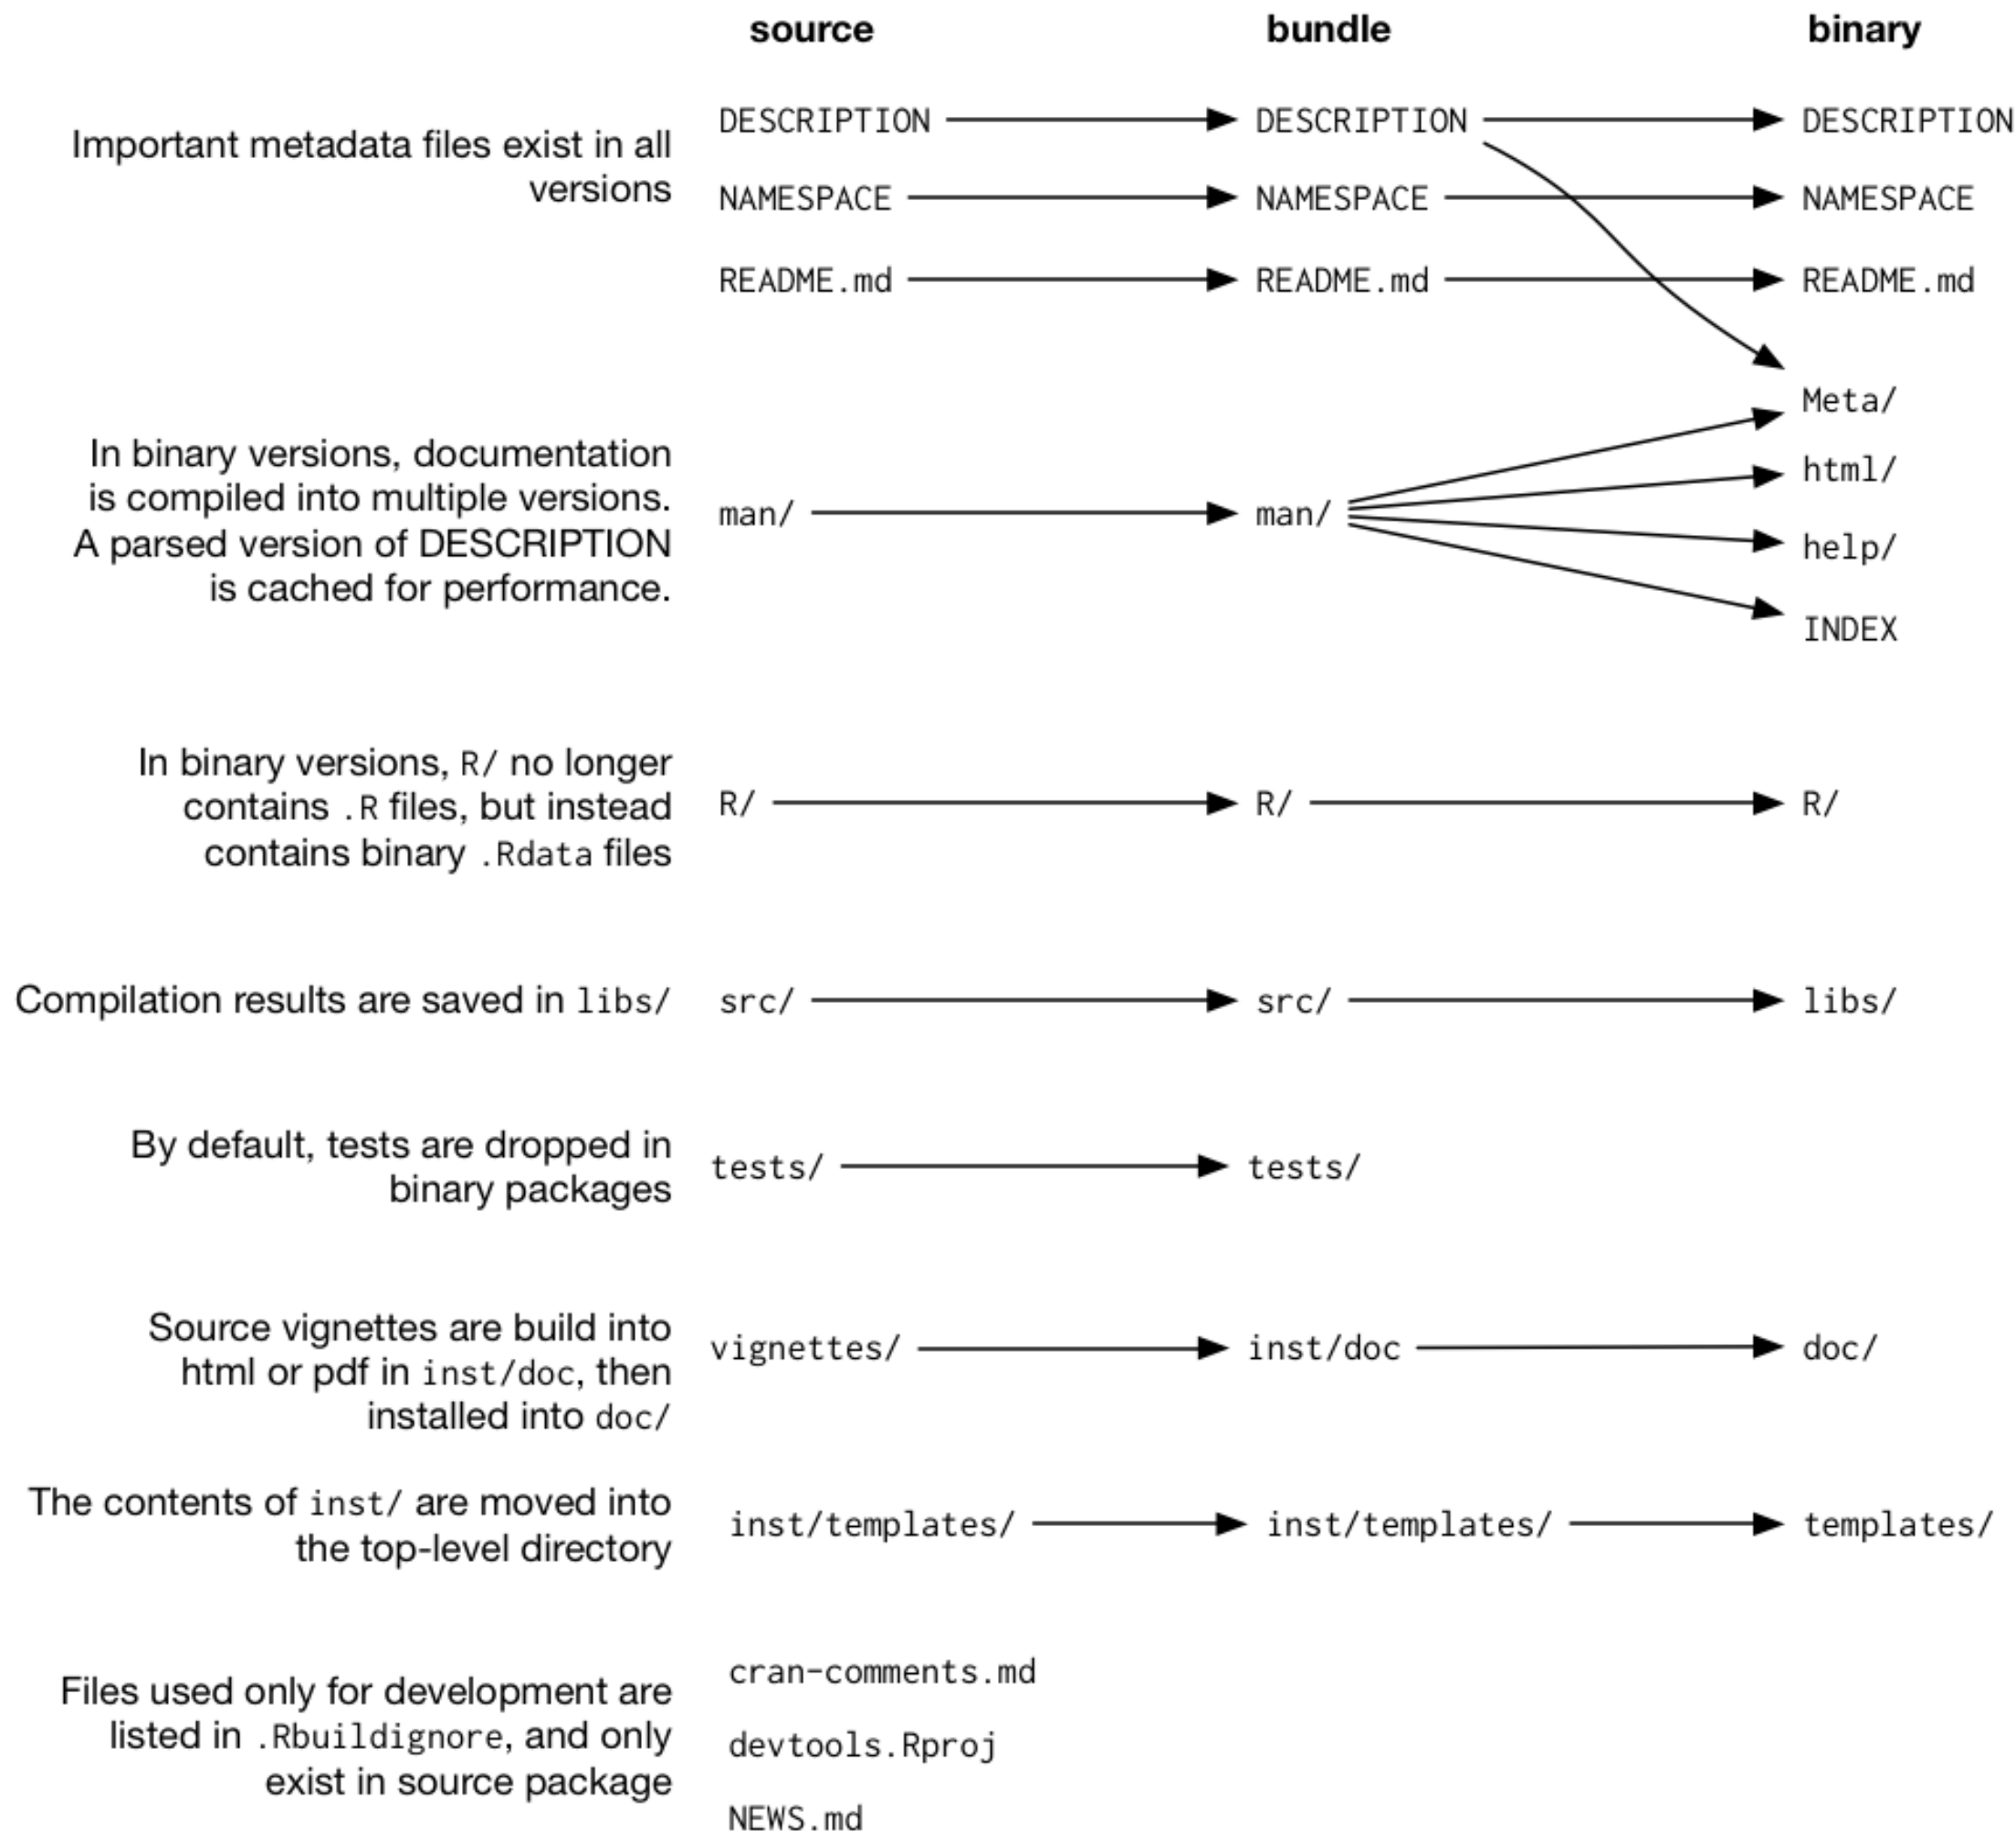 source bundle binary
Important metadata files exist in all
versions
DESCRIPTION DESCRIPTION DESCRIPTION
NAMESPACE NAMESPACE NAMESPACE
README.md README.md README.md
In binary versions, documentation
is compiled into multiple versions.
A parsed version of DESCRIPTION
is cached for performance.
man/ man/
Meta/
html/
help/
INDEX
In binary versions, R/ no longer
contains .R files, but instead
contains binary .Rdata files
R/ R/ R/
Compilation results are saved in libs/
src/ src/ libs/
By default, tests are dropped in
binary packages
tests/ tests/
Source vignettes are build into
html or pdf in inst/doc, then
installed into doc/
vignettes/ inst/doc doc/
The contents of inst/ are moved into
the top-level directory
inst/templates/ inst/templates/ templates/
Files used only for development are
listed in .Rbuildignore, and only
exist in source package
cran-comments.md
devtools.Rproj
NEWS.md